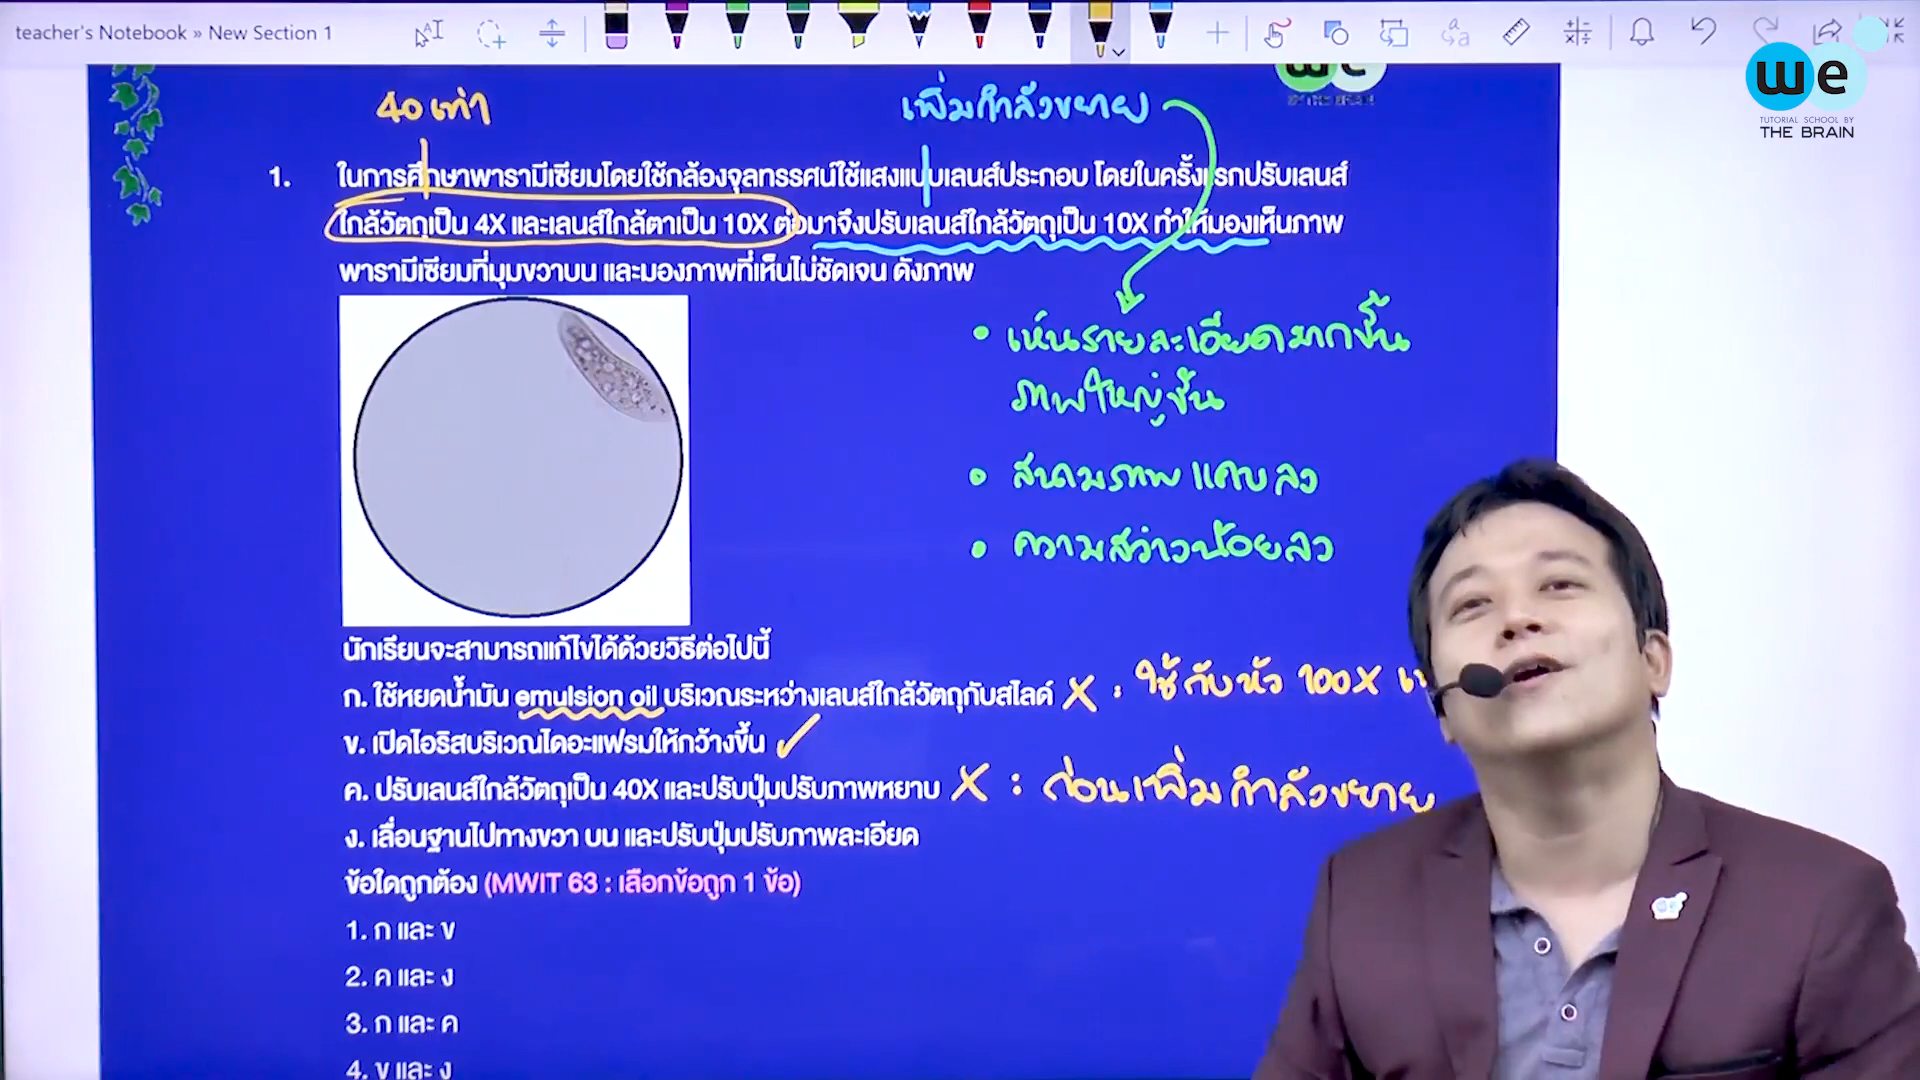 teacher's Notebook » New Section 1
we
TUTORIAL SCHOOL BY
THE BRAIN
BY THE BRAIN
40 เท่า
เพิ่มกำลังขยาย
1. ในการศึกษาพารามีเซียมโดยใช้กล้องจุลทรรศน์ใช้แสงแบบเลนส์ประกอบ โดยในครั้งแรกปรับเลนส์
ใกล้วัตถุเป็น 4X และเลนส์ใกล้ตาเป็น 10X ต่อมาจึงปรับเลนส์ใกล้วัตถุเป็น 10X ทำให้มองเห็นภาพ
พารามีเซียมที่มุมขวาบน และมองภาพที่เห็นไม่ชัดเจน ดังภาพ
• เห็นรายละเอียดมากขึ้น
ภาพใหญ่ขึ้น
• สนามภาพแคบลง
• ความสว่างน้อยลง
นักเรียนจะสามารถแก้ไขได้ด้วยวิธีต่อไปนี้
ก. ใช้หยดน้ำมัน emulsion oil บริเวณระหว่างเลนส์ใกล้วัตถุกับสไลด์ X : ใช้กับหัว 100X
ข. เปิดไอริสบริเวณไดอะแฟรมให้กว้างขึ้น ✓
ค. ปรับเลนส์ใกล้วัตถุเป็น 40X และปรับปุ่มปรับภาพหยาบ X : ก่อนเพิ่มกำลังขยาย
ง. เลื่อนฐานไปทางขวา บน และปรับปุ่มปรับภาพละเอียด
ข้อใดถูกต้อง (MWIT 63 : เลือกข้อถูก 1 ข้อ)
1. ก และ ข
2. ค และ ง
3. ก และ ค
4. ข และ ง